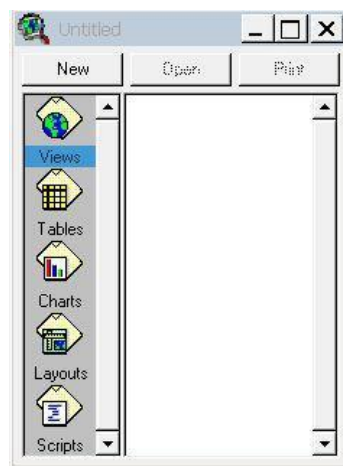 Untitled
New Open Print
Views
Tables
Charts
Layouts
Scripts